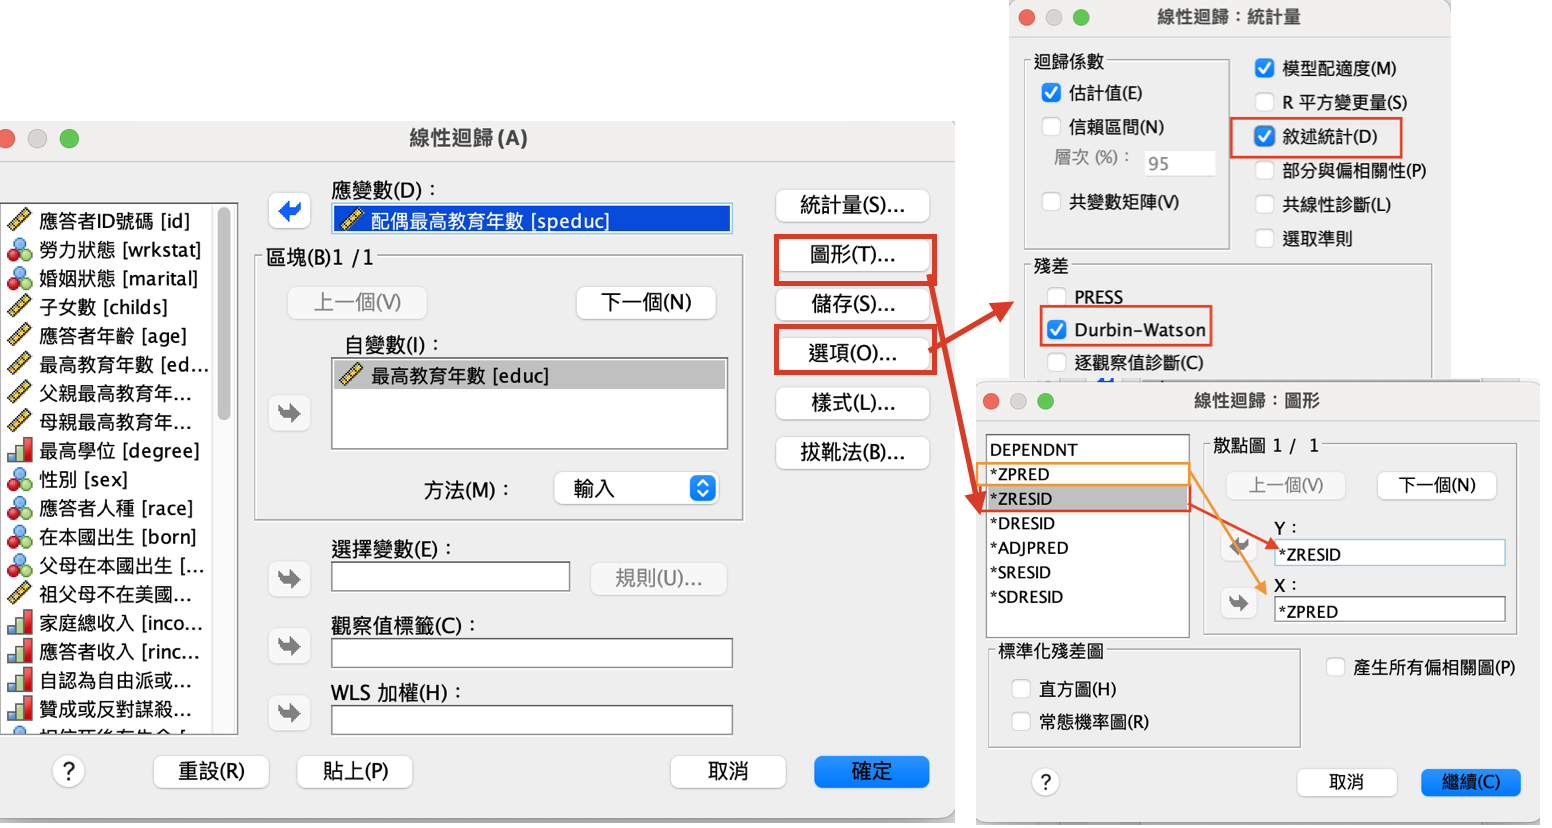 線性迴歸(A)
應答者ID號碼 [id]
勞力狀態 [wrkstat]
婚姻狀態 [marital]
子女數 [childs]
應答者年齡 [age]
最高教育年數 [ed...
父親最高教育年...
母親最高教育年...
最高學位 [degree]
性別 [sex]
應答者人種 [race]
在本國出生 [born]
父母在本國出生 [...
祖父母不在美國...
家庭總收入 [inco...
應答者收入 [rinc...
自認為自由派或...
贊成或反對謀殺...
應變數(D)：
配偶最高教育年數 [speduc]
區塊(B)1 /1
上一個(V)
下一個(N)
自變數(I)：
最高教育年數 [educ]
方法(M)：
輸入
選擇變數(E)：
規則(U)...
觀察值標籤(C)：
WLS 加權(H)：
統計量(S)...
圖形(T)...
儲存(S)...
選項(O)...
樣式(L)...
拔靴法(B)...
?
重設(R)
貼上(P)
取消
確定
線性迴歸：統計量
迴歸係數
估計值(E)
信賴區間(N)
層次 (%)：
95
共變數矩陣(V)
模型配適度(M)
R 平方變更量(S)
敘述統計(D)
部分與偏相關性(P)
共線性診斷(L)
選取準則
殘差
PRESS
Durbin-Watson
逐觀察值診斷(C)
線性迴歸：圖形
DEPENDNT
*ZPRED
*ZRESID
*DRESID
*ADJPRED
*SRESID
*SDRESID
散點圖 1 / 1
上一個(V)
下一個(N)
Y：
*ZRESID
X：
*ZPRED
標準化殘差圖
直方圖(H)
常態機率圖(R)
產生所有偏相關圖(P)
?
取消
繼續(C)